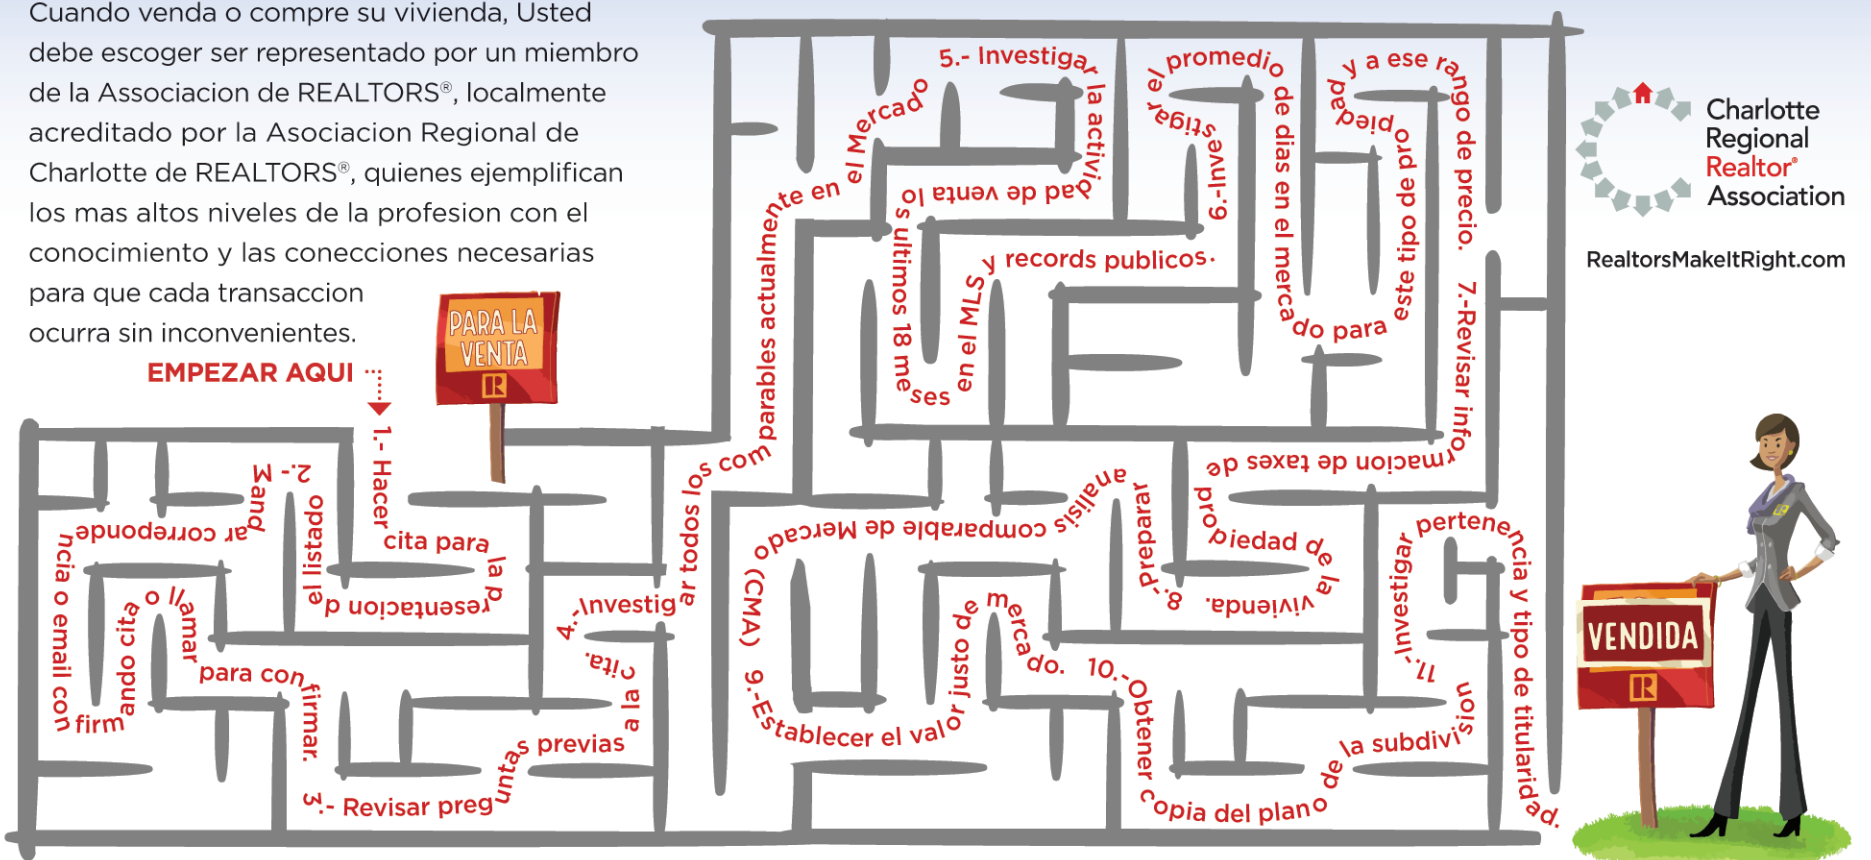 Cuando venda o compre su vivienda, Usted
debe escoger ser representado por un miembro
de la Associacion de REALTORS®, localmente
acreditado por la Asociacion Regional de
Charlotte de REALTORS®, quienes ejemplifican
los mas altos niveles de la profesion con el
conocimiento y las conecciones necesarias
para que cada transaccion
ocurra sin inconvenientes.
EMPEZAR AQUI
PARA LA
VENTA
R
1.- Hacer cita para la presentacion del listado
2.- Mandar correpondencia o email confirmando cita o llamar para confirmar.
3.- Revisar preguntas previas a la cita.
4.-Investigar todos los comparables actualmente en el Mercado
5.- Investigar la actividad de venta los ultimos 18 meses en el MLS y records publicos.
6.-Investigar el promedio de dias en el mercado para este tipo de propiedad y a ese rango de precio.
7.-Revisar informacion de taxes de propiedad de la vivienda.
8.-Preparar analisis comparable de Mercado (CMA)
9.-Establecer el valor justo de mercado.
10.-Obtener copia del plano de la subdivision
11.-Investigar pertenencia y tipo de titularidad.
Charlotte
Regional
Realtor®
Association
RealtorsMakeItRight.com
VENDIDA
R